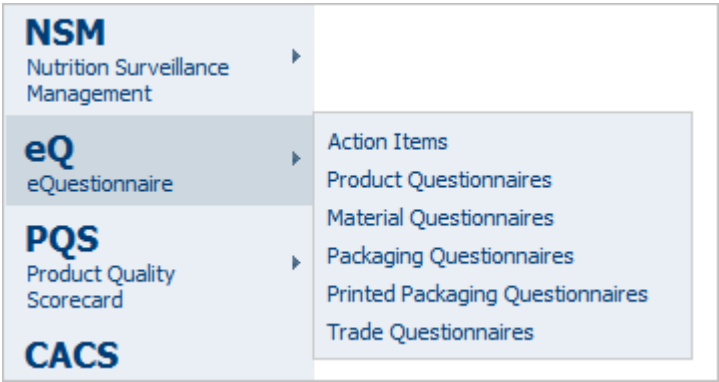 NSM
Nutrition Surveillance
Management
eQ
eQuestionnaire
Action Items
Product Questionnaires
Material Questionnaires
Packaging Questionnaires
Printed Packaging Questionnaires
Trade Questionnaires
PQS
Product Quality
Scorecard
CACS